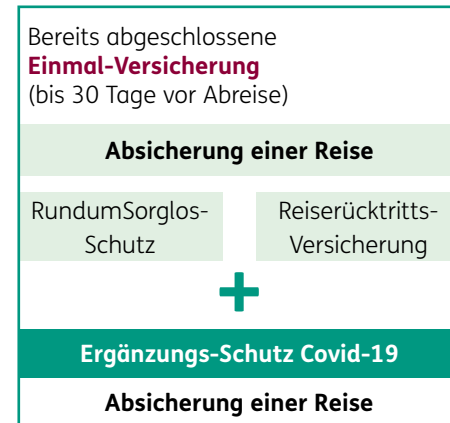 Bereits abgeschlossene
Einmal-Versicherung
(bis 30 Tage vor Abreise)
Absicherung einer Reise
RundumSorglos-
Schutz
Reiserücktritts-
Versicherung
+
Ergänzungs-Schutz Covid-19
Absicherung einer Reise